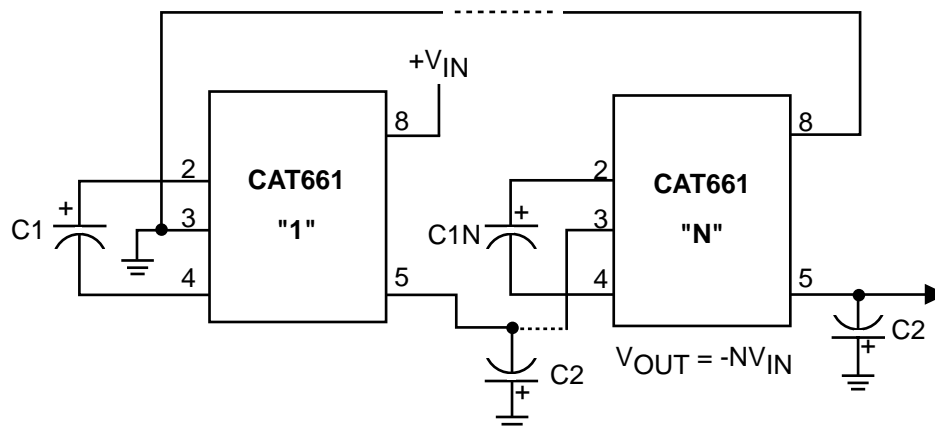 +VIN
8
8
2
CAT661
2
CAT661
C1
+
3
"1"
C1N
+
3
"N"
4
5
4
5
C2
+
C2
+
VOUT = -NVIN